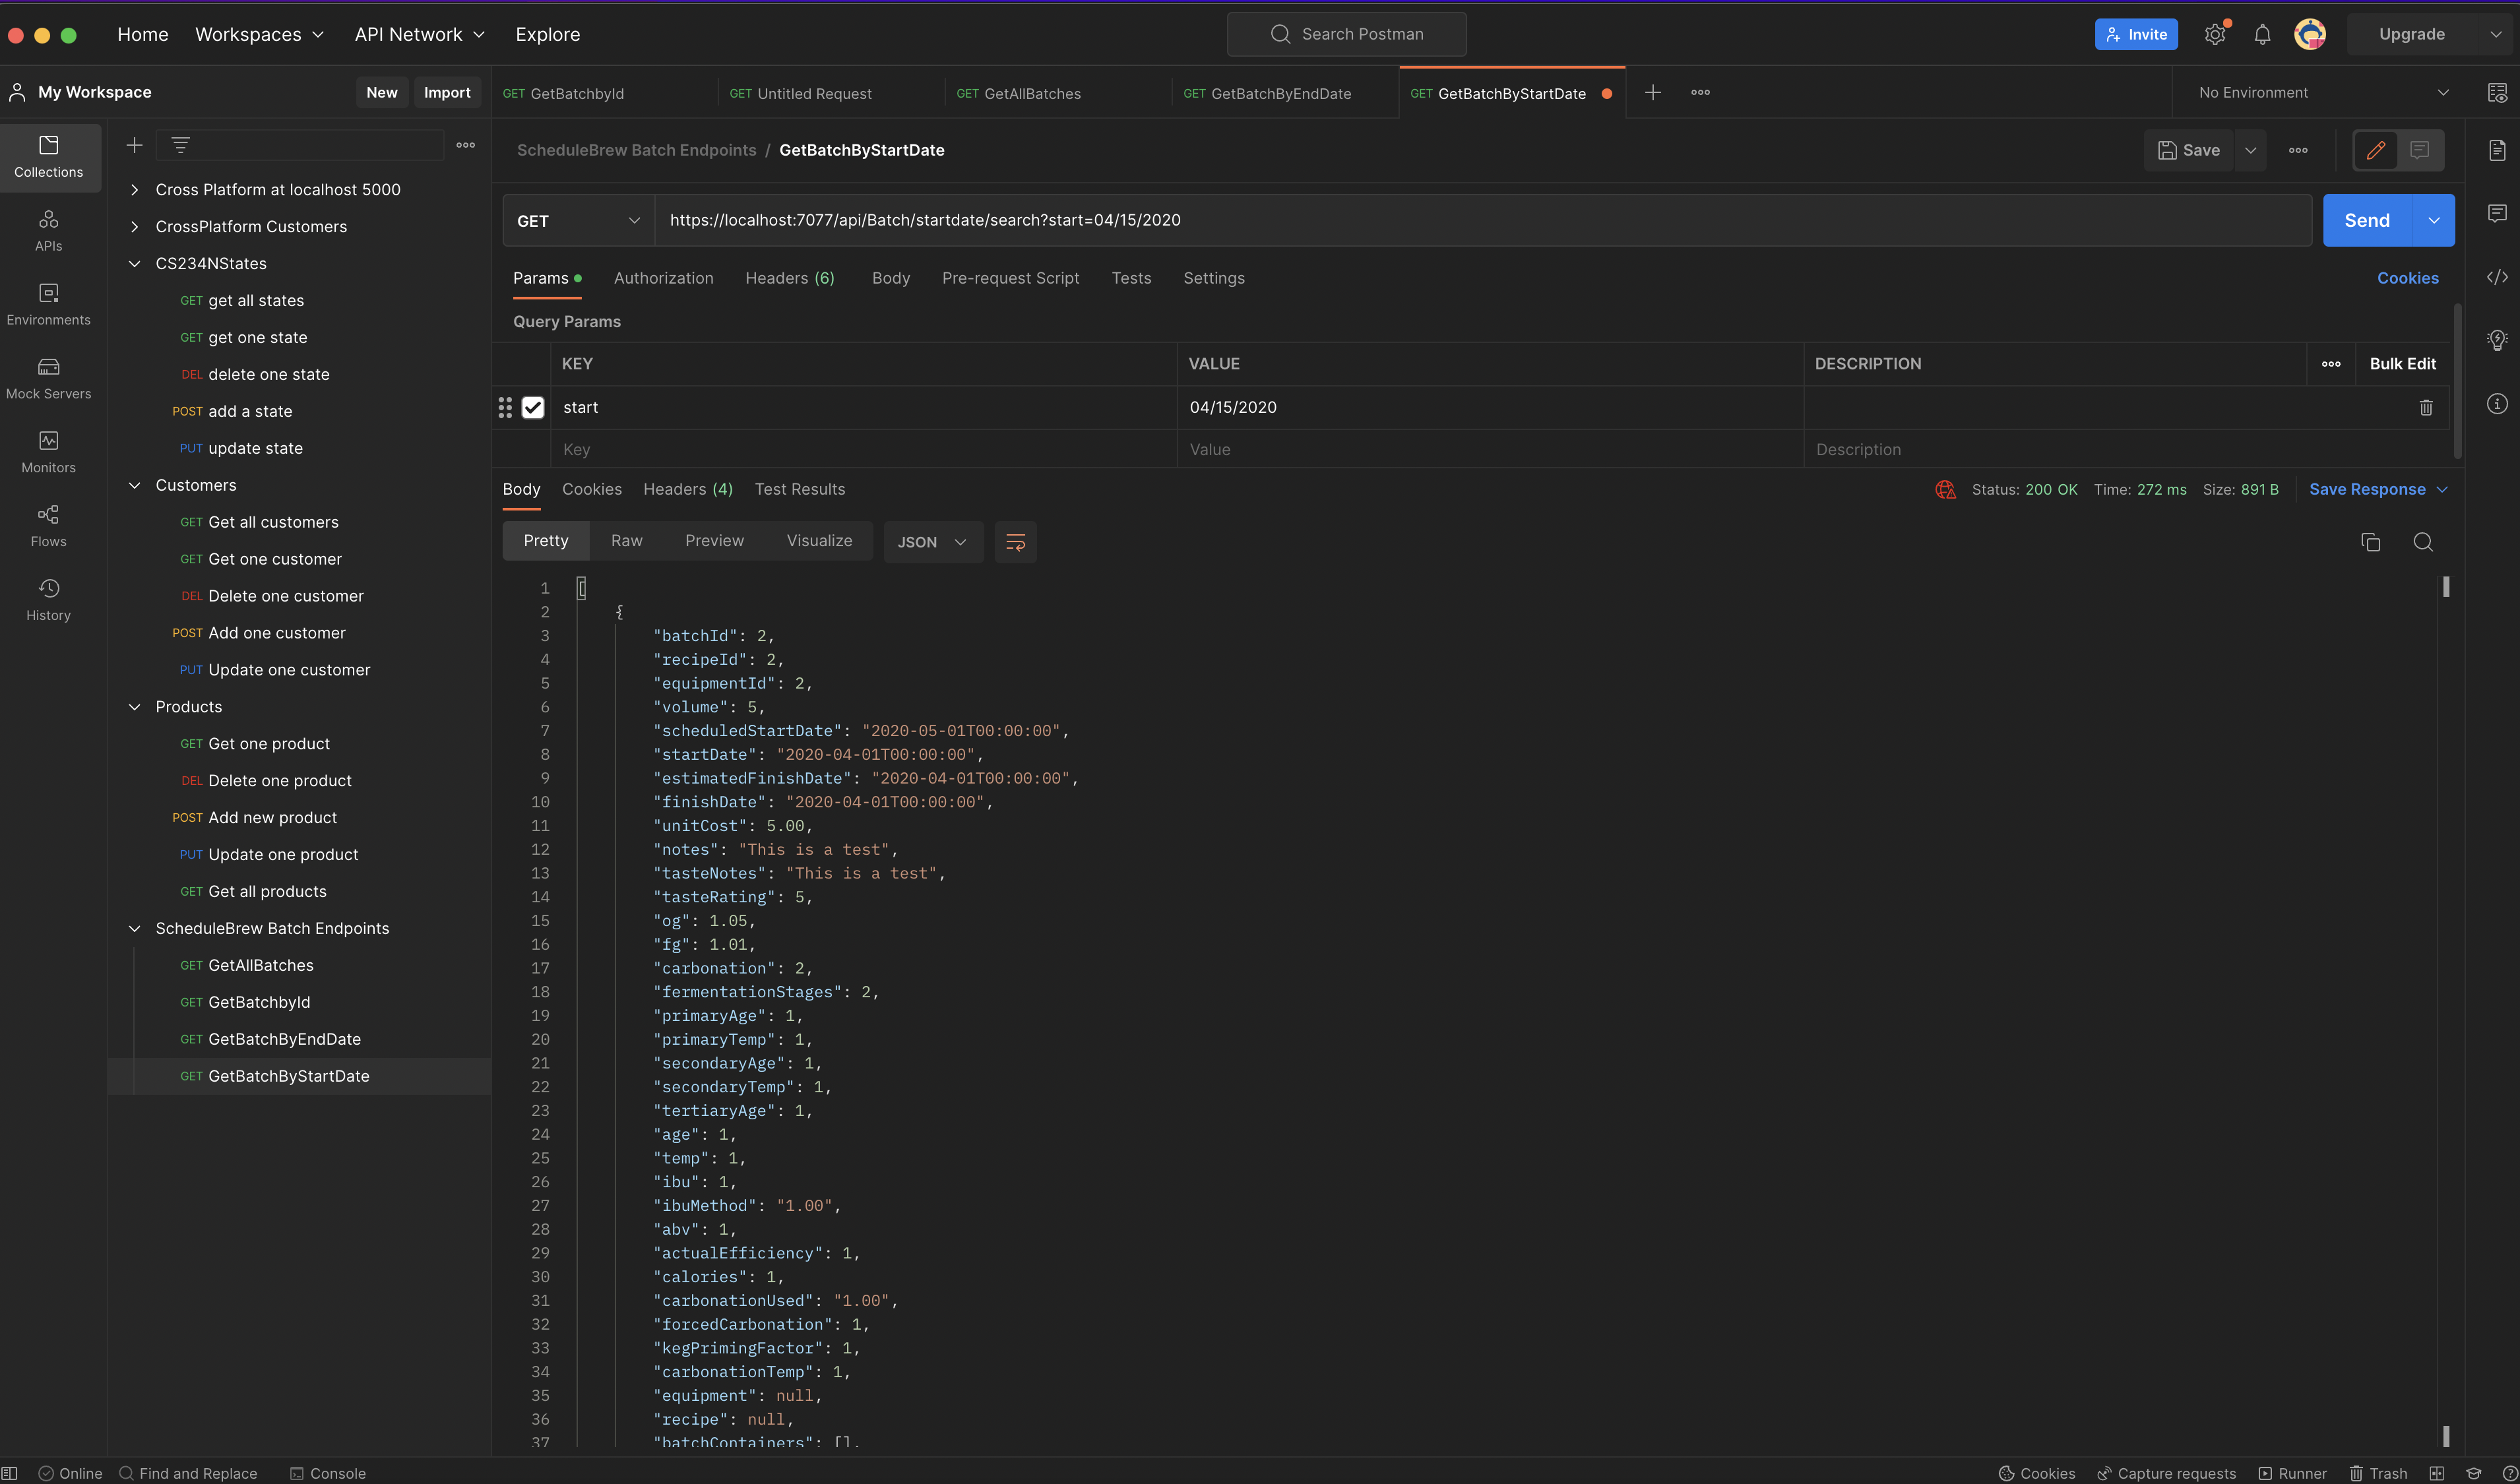 Home Workspaces API Network Explore
Search Postman
Invite
Upgrade
My Workspace
New Import
GET GetBatchbyId
GET Untitled Request
GET GetAllBatches
GET GetBatchByEndDate
GET GetBatchByStartDate
No Environment
Collections
APIs
Environments
Mock Servers
Monitors
Flows
History
Cross Platform at localhost 5000
CrossPlatform Customers
CS234NStates
GET get all states
GET get one state
DEL delete one state
POST add a state
PUT update state
Customers
GET Get all customers
GET Get one customer
DEL Delete one customer
POST Add one customer
PUT Update one customer
Products
GET Get one product
DEL Delete one product
POST Add new product
PUT Update one product
GET Get all products
ScheduleBrew Batch Endpoints
GET GetAllBatches
GET GetBatchbyId
GET GetBatchByEndDate
GET GetBatchByStartDate
ScheduleBrew Batch Endpoints / GetBatchByStartDate
Save
GET https://localhost:7077/api/Batch/startdate/search?start=04/15/2020
Send
Params Authorization Headers (6) Body Pre-request Script Tests Settings
Cookies
Query Params
KEY VALUE DESCRIPTION Bulk Edit
start 04/15/2020
Key Value Description
Body Cookies Headers (4) Test Results
Status: 200 OK Time: 272 ms Size: 891 B Save Response
Pretty Raw Preview Visualize JSON
1 [
2 {
3 "batchId": 2,
4 "recipeId": 2,
5 "equipmentId": 2,
6 "volume": 5,
7 "scheduledStartDate": "2020-05-01T00:00:00",
8 "startDate": "2020-04-01T00:00:00",
9 "estimatedFinishDate": "2020-04-01T00:00:00",
10 "finishDate": "2020-04-01T00:00:00",
11 "unitCost": 5.00,
12 "notes": "This is a test",
13 "tasteNotes": "This is a test",
14 "tasteRating": 5,
15 "og": 1.05,
16 "fg": 1.01,
17 "carbonation": 2,
18 "fermentationStages": 2,
19 "primaryAge": 1,
20 "primaryTemp": 1,
21 "secondaryAge": 1,
22 "secondaryTemp": 1,
23 "tertiaryAge": 1,
24 "age": 1,
25 "temp": 1,
26 "ibu": 1,
27 "ibuMethod": "1.00",
28 "abv": 1,
29 "actualEfficiency": 1,
30 "calories": 1,
31 "carbonationUsed": "1.00",
32 "forcedCarbonation": 1,
33 "kegPrimingFactor": 1,
34 "carbonationTemp": 1,
35 "equipment": null,
36 "recipe": null,
37 "batchContainers": [],
Online Find and Replace Console
Cookies Capture requests Runner Trash